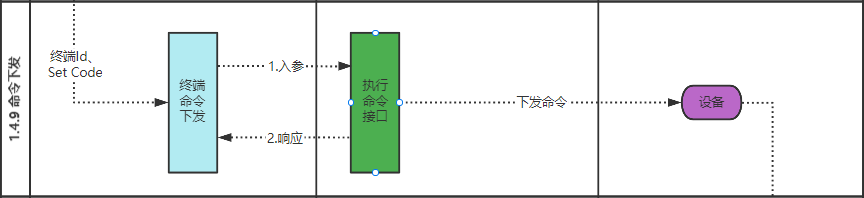 1.4.9 命令下发
终端Id、
Set Code
终端
命令
下发
1.入参
2.响应
执行
命令
接口
下发命令
设备